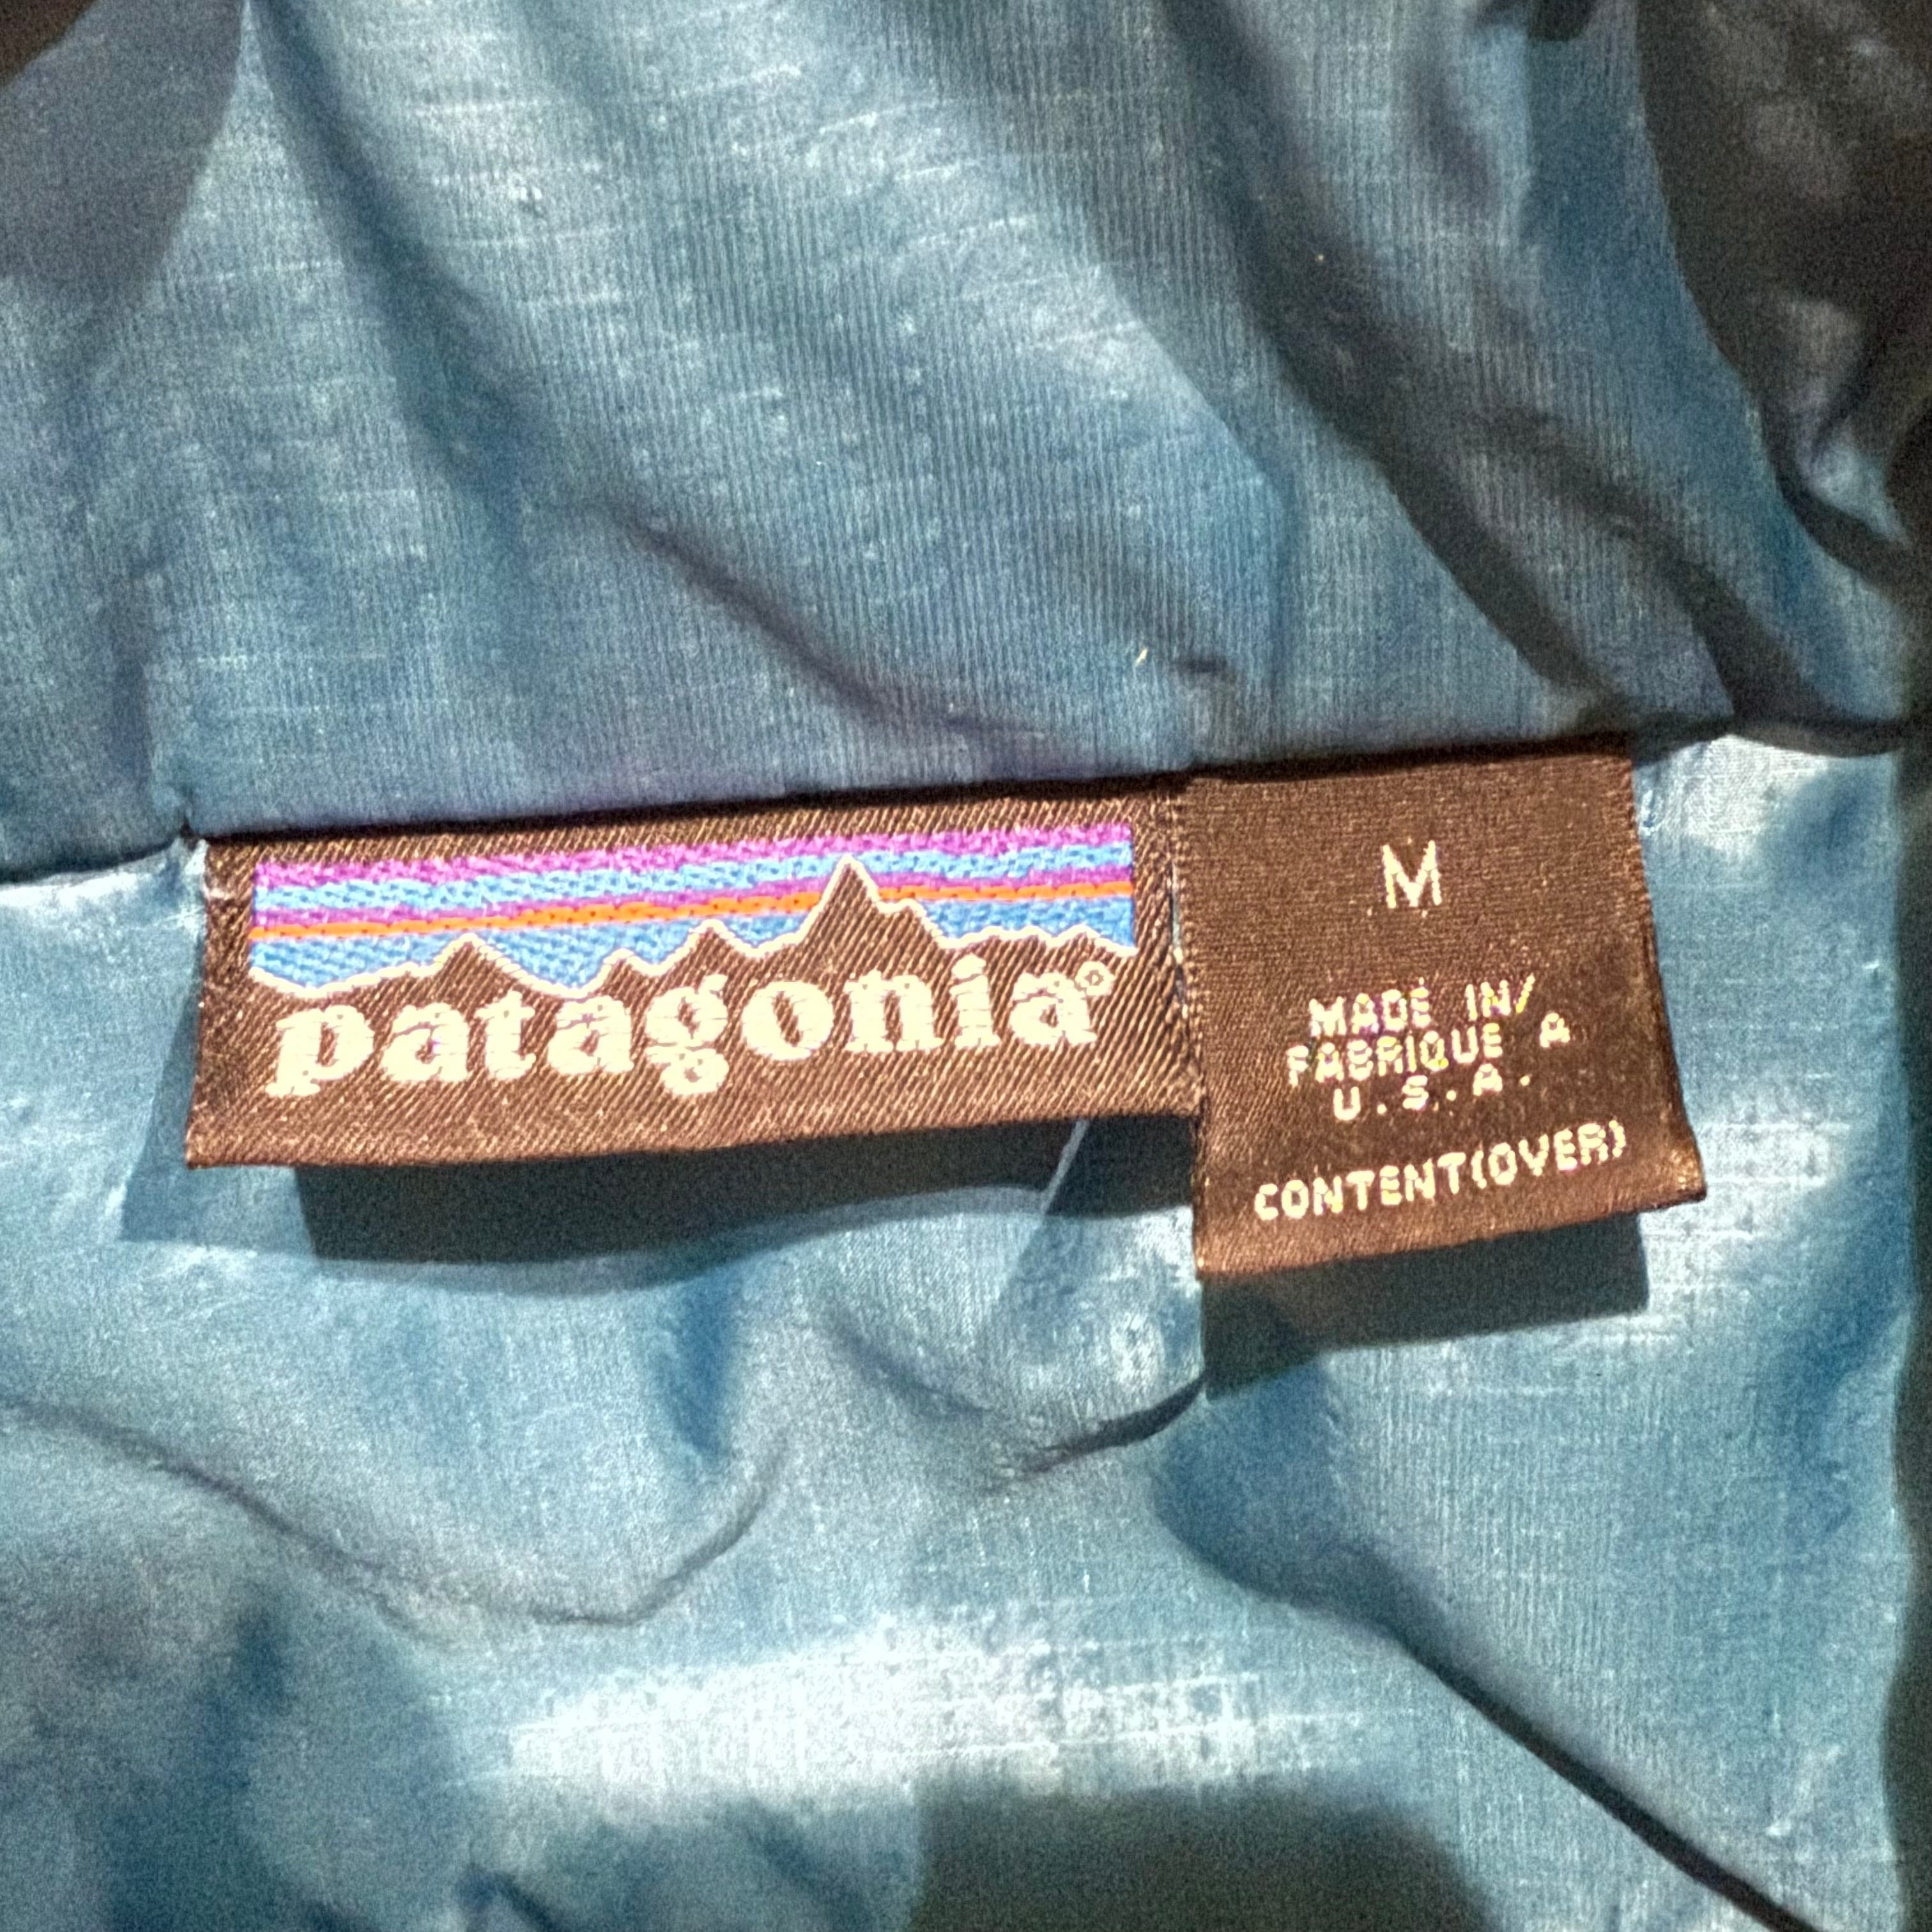 patagonia®
M
MADE IN/
FABRIQUE A
U.S.A.
CONTENT(OVER)